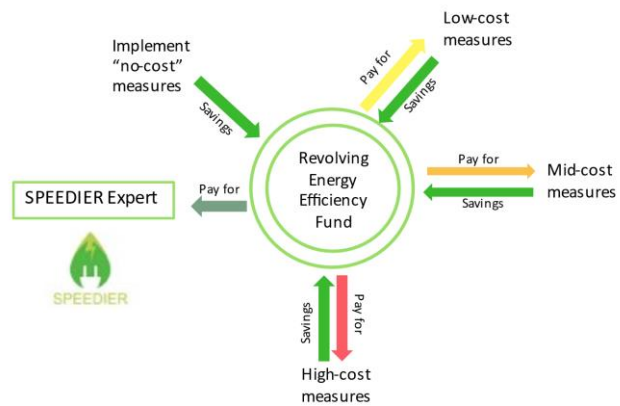 Implement
“no-cost”
measures
Savings
Low-cost
measures
Pay for
Savings
Revolving
Energy
Efficiency
Fund
Pay for
Mid-cost
measures
Savings
SPEEDIER Expert
Pay for
SPEEDIER
Savings
Pay for
High-cost
measures